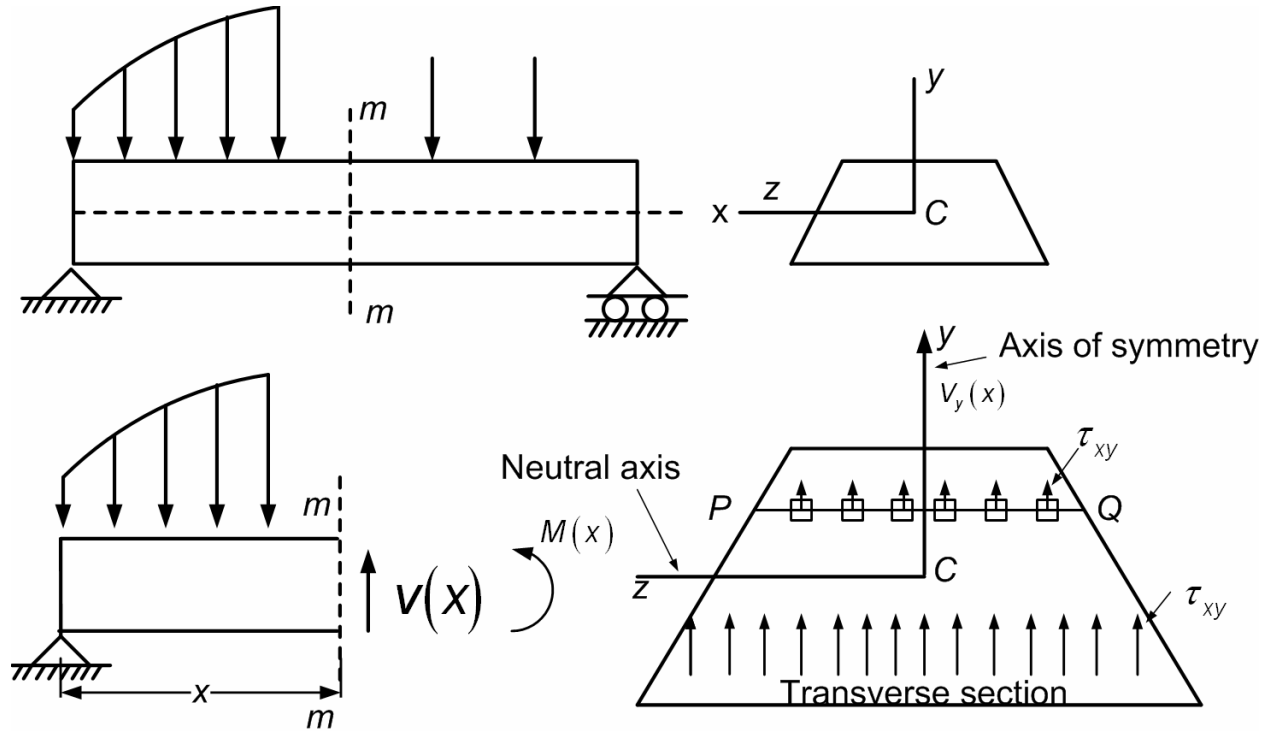 m
y
z
x
C
m
y
Axis of symmetry
V_y(x)
τ_xy
Neutral axis
m
P
Q
M(x)
v(x)
C
z
τ_xy
x
Transverse section
m